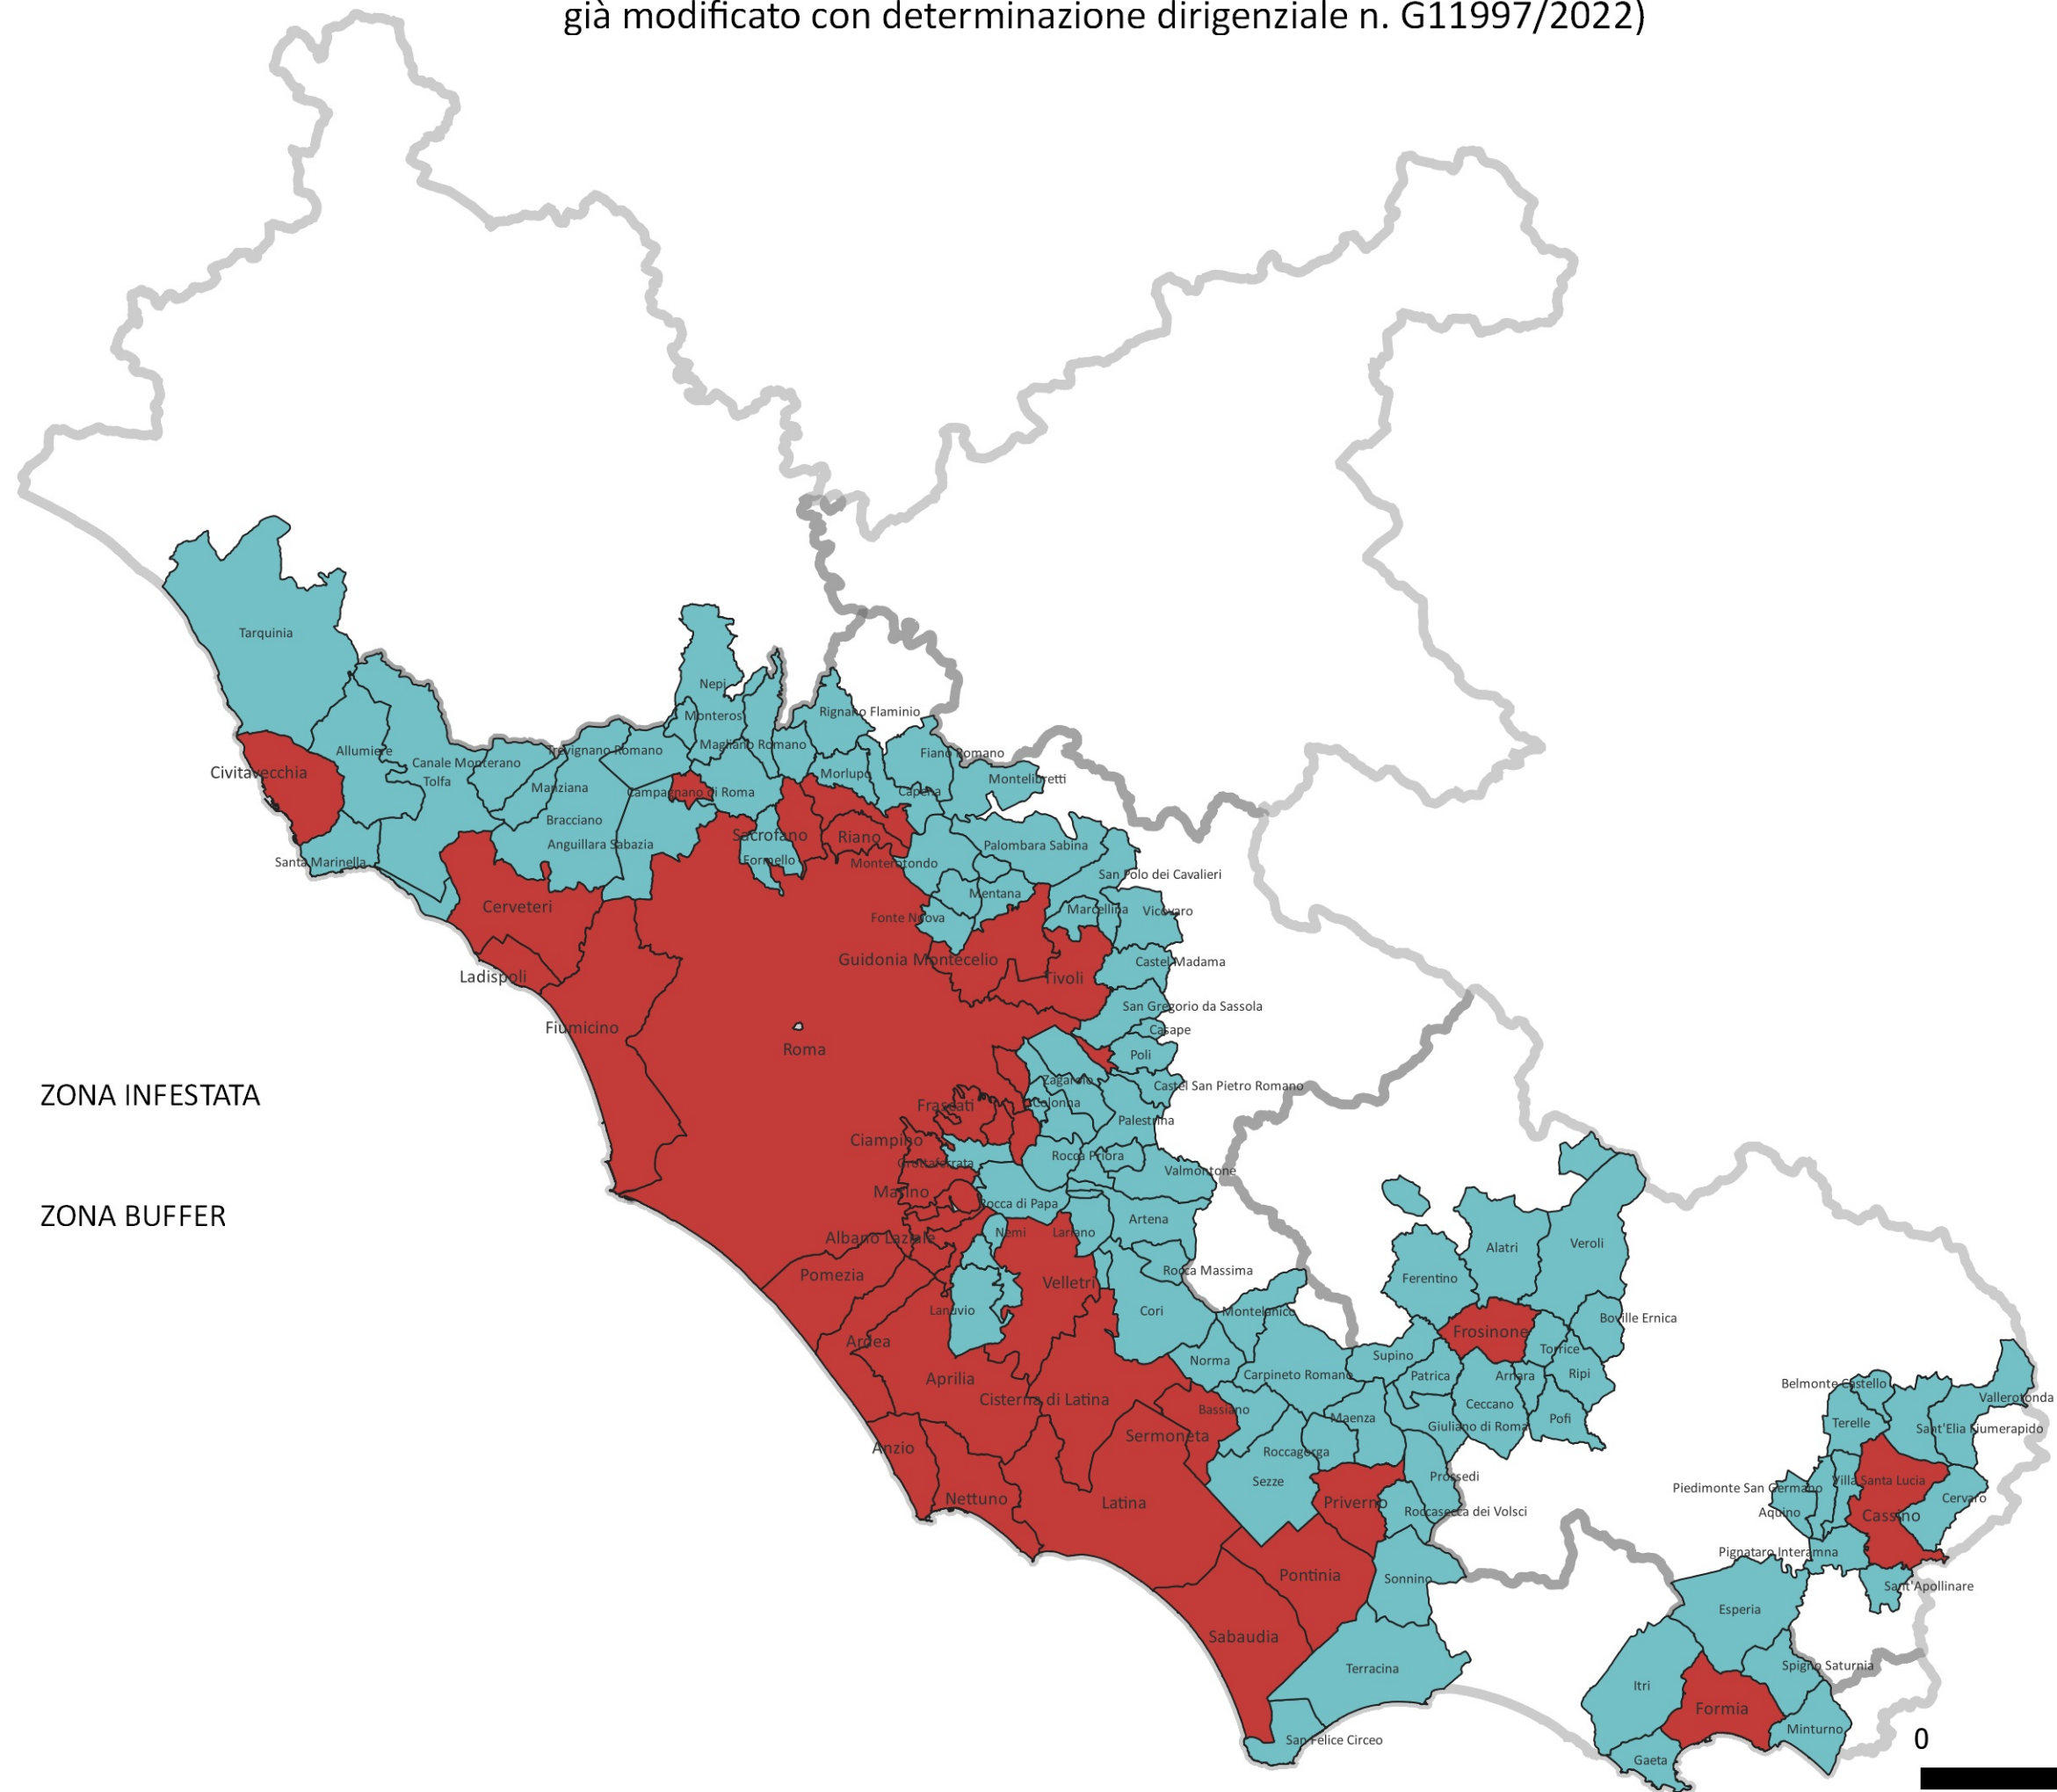 già modificato con determinazione dirigenziale n. G11997/2022)
Tarquinia
Nepi
Monteros
Rignano Flaminio
Magliano Romano
Trevignano Romano
Allumiere
Fiano Romano
Canale Monterano
Civitavecchia
Morlupo
Montelibretti
Tolfa
Manziana
Campagnano di Roma
Capena
Bracciano
Sacrofano
Riano
Anguillara Sabazia
Palombara Sabina
Santa Marinella
Formello
Monterotondo
San Polo dei Cavalieri
Mentana
Cerveteri
Marcellina
Vicovaro
Fonte Nuova
Guidonia Montecelio
Castel Madama
Ladispoli
Tivoli
San Gregorio da Sassola
Fiumicino
Casape
Roma
Poli
Zagarolo
Castel San Pietro Romano
ZONA INFESTATA
Frascati
Colonna
Palestrina
Ciampino
Grottaferrata
Rocca Priora
Valmontone
Marino
Rocca di Papa
ZONA BUFFER
Artena
Albano Laziale
Nemi
Lariano
Alatri
Veroli
Pomezia
Velletri
Rocca Massima
Ferentino
Lanuvio
Cori
Montelanico
Boville Ernica
Ardea
Frosinone
Torrice
Norma
Supino
Aprilia
Carpineto Romano
Patrica
Arnara
Ripi
Cisterna di Latina
Belmonte Castello
Vallerotonda
Bassiano
Maenza
Ceccano
Pofi
Giuliano di Roma
Terelle
Sant'Elia Fiumerapido
Anzio
Sermoneta
Roccagorga
Sezze
Prossedi
Villa Santa Lucia
Piedimonte San Germano
Nettuno
Latina
Priverno
Roccasecca dei Volsci
Cervaro
Aquino
Cassino
Pignataro Interamna
Pontinia
Sonnino
Sant'Apollinare
Esperia
Sabaudia
Terracina
Spigno Saturnia
Itri
Formia
San Felice Circeo
Minturno
0
Gaeta